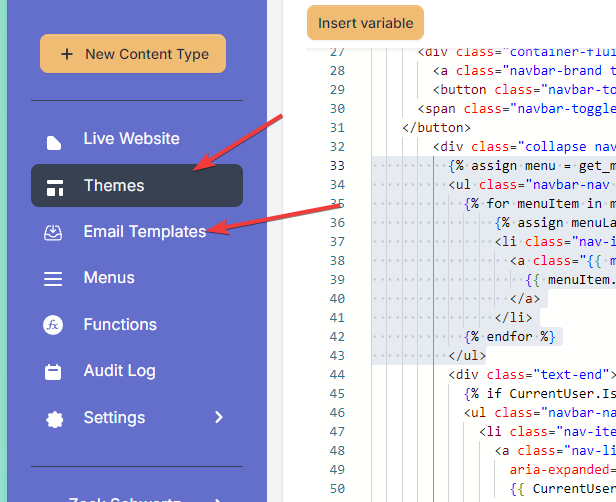 + New Content Type
Live Website
Themes
Email Templates
Menus
Functions
Audit Log
Settings
Insert variable
27 <div class="container-flui
28 <a class="navbar-brand t
29 <button class="navbar-to
30 <span class="navbar-toggle
31 </button>
32 <div class="collapse nav
33 {% assign menu = get_m
34 <ul class="navbar-nav
35 {% for menuItem in m
36 {% assign menuLa
37 <li class="nav-i
38 <a class="{{ m
39 {{ menuItem.
40 </a>
41 </li>
42 {% endfor %}
43 </ul>
44 <div class="text-end">
45 {% if CurrentUser.Is
46 <ul class="navbar-na
47 <li class="nav-ite
48 <a class="nav-li
49 aria-expanded=
50 {{ CurrentUser